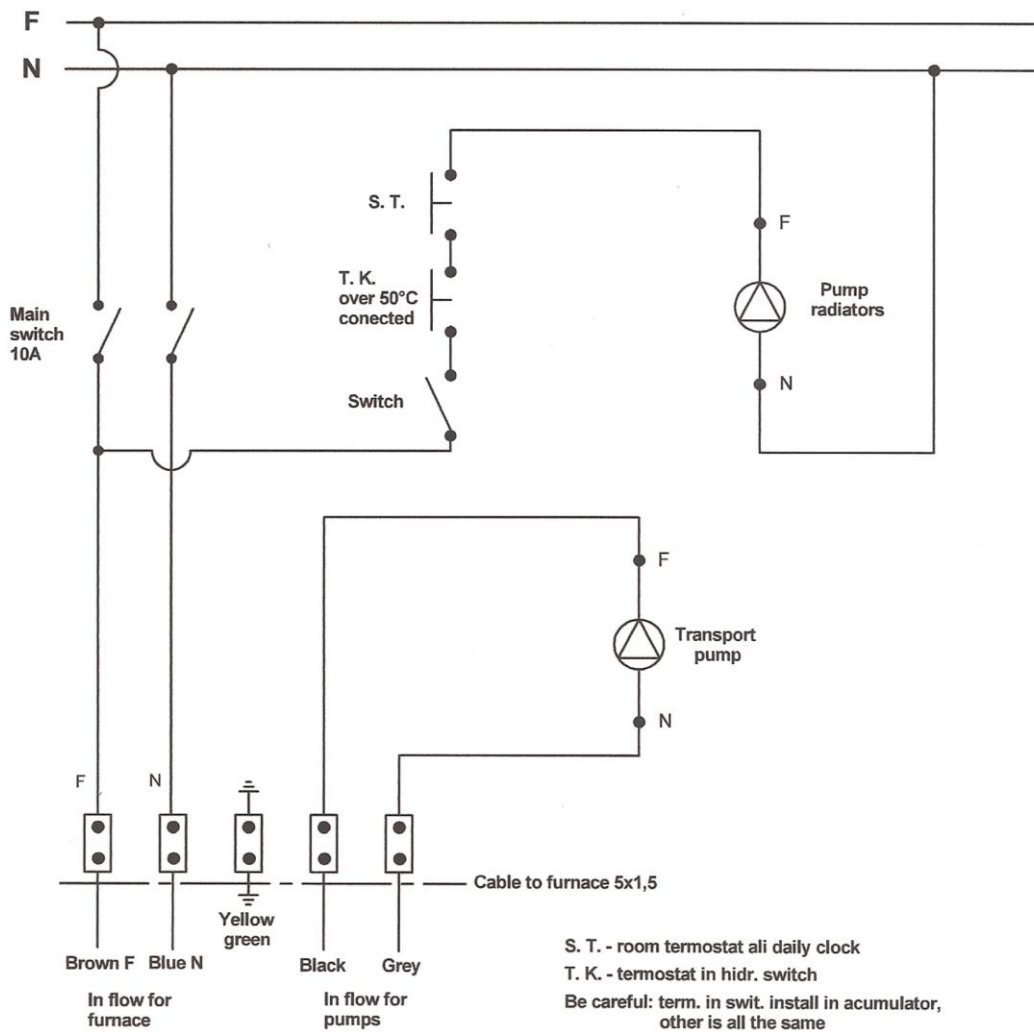 F
N
S. T.
T. K.
over 50°C
conected
Main
switch
10A
Switch
F
Pump
radiators
N
F
Transport
pump
N
F
N
Cable to furnace 5x1,5
Yellow
green
Brown F
Blue N
Black
Grey
In flow for
furnace
In flow for
pumps
S. T. - room termostat ali daily clock
T. K. - termostat in hidr. switch
Be careful: term. in swit. install in acumulator,
other is all the same